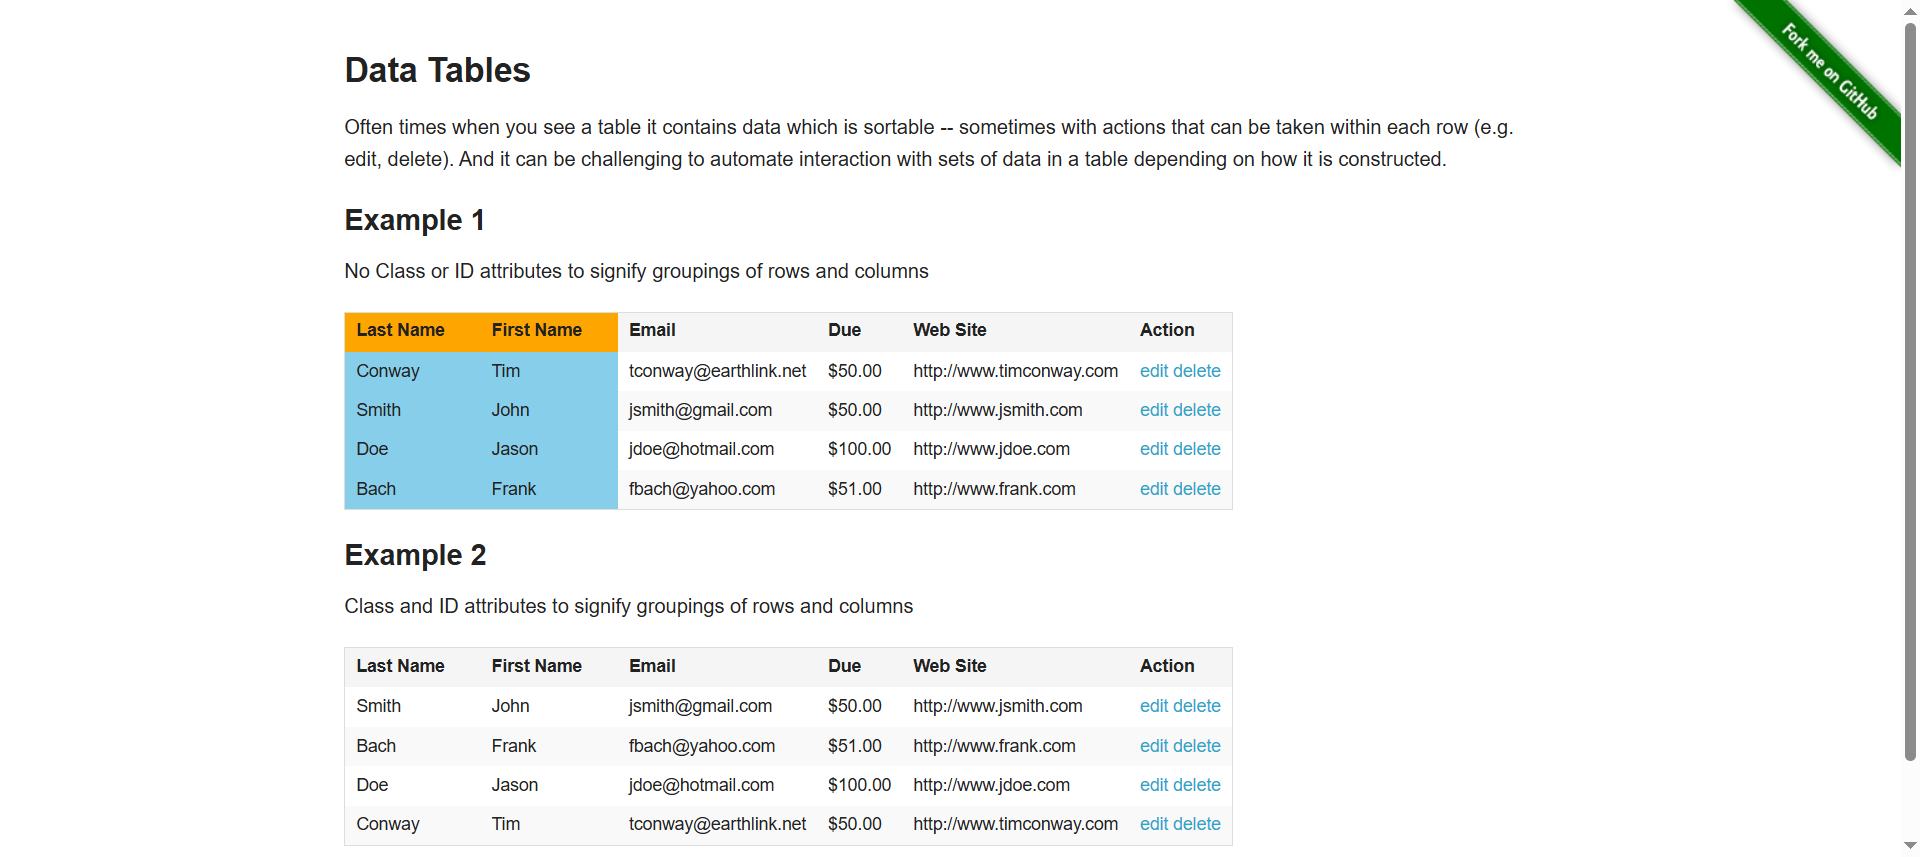 Fork me on GitHub
Data Tables
Often times when you see a table it contains data which is sortable -- sometimes with actions that can be taken within each row (e.g.
edit, delete). And it can be challenging to automate interaction with sets of data in a table depending on how it is constructed.
Example 1
No Class or ID attributes to signify groupings of rows and columns
Last Name First Name Email Due Web Site Action
Conway Tim tconway@earthlink.net $50.00 http://www.timconway.com edit delete
Smith John jsmith@gmail.com $50.00 http://www.jsmith.com edit delete
Doe Jason jdoe@hotmail.com $100.00 http://www.jdoe.com edit delete
Bach Frank fbach@yahoo.com $51.00 http://www.frank.com edit delete
Example 2
Class and ID attributes to signify groupings of rows and columns
Last Name First Name Email Due Web Site Action
Smith John jsmith@gmail.com $50.00 http://www.jsmith.com edit delete
Bach Frank fbach@yahoo.com $51.00 http://www.frank.com edit delete
Doe Jason jdoe@hotmail.com $100.00 http://www.jdoe.com edit delete
Conway Tim tconway@earthlink.net $50.00 http://www.timconway.com edit delete